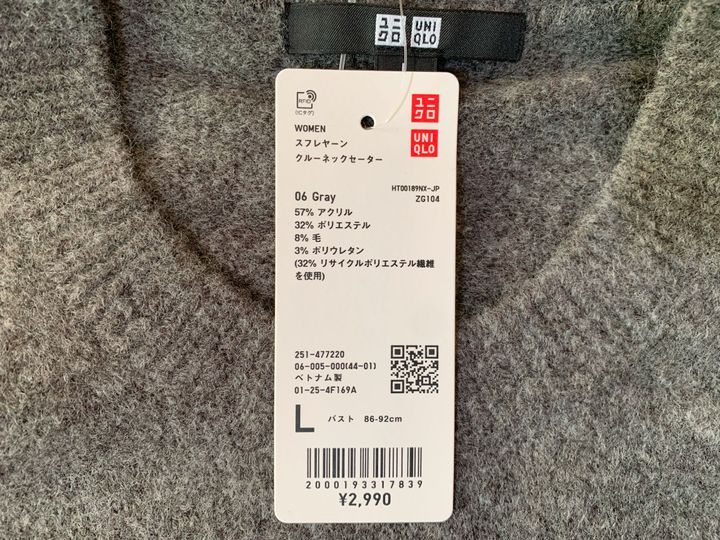 ユニ UNI
クロ QLO
RFID
(ICタグ)
ユニ
クロ
UNI
QLO
WOMEN
スフレヤーン
クルーネックセーター
06 Gray
HT00189NX-JP
ZG104
57% アクリル
32% ポリエステル
8% 毛
3% ポリウレタン
(32% リサイクルポリエステル繊維
を使用)
251-477220
06-005-000(44-01)
ベトナム製
01-25-4F169A
L バスト 86-92cm
2000193317839
¥2,990